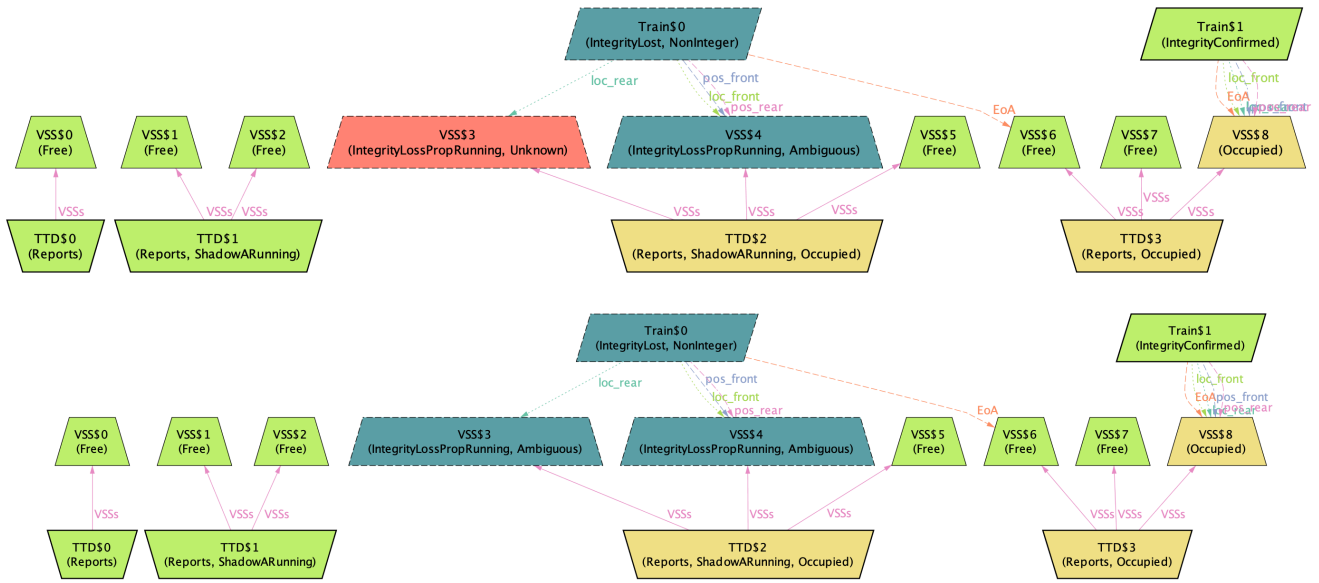 Train$0
(IntegrityLost, NonInteger)
Train$1
(IntegrityConfirmed)
loc_rear
pos_front
loc_front
pos_rear
EoA
loc_front
EoA
VSS$0
(Free)
VSS$1
(Free)
VSS$2
(Free)
VSS$3
(IntegrityLossPropRunning, Unknown)
VSS$4
(IntegrityLossPropRunning, Ambiguous)
VSS$5
(Free)
VSS$6
(Free)
VSS$7
(Free)
VSS$8
(Occupied)
VSSs
VSSs
VSSs
VSSs
VSSs
VSSs
VSSs
VSSs
VSSs
TTD$0
(Reports)
TTD$1
(Reports, ShadowARunning)
TTD$2
(Reports, ShadowARunning, Occupied)
TTD$3
(Reports, Occupied)
Train$0
(IntegrityLost, NonInteger)
Train$1
(IntegrityConfirmed)
loc_rear
pos_front
loc_front
pos_rear
EoA
loc_front
EoA
pos_front
loc_rear
pos_rear
VSS$0
(Free)
VSS$1
(Free)
VSS$2
(Free)
VSS$3
(IntegrityLossPropRunning, Ambiguous)
VSS$4
(IntegrityLossPropRunning, Ambiguous)
VSS$5
(Free)
VSS$6
(Free)
VSS$7
(Free)
VSS$8
(Occupied)
VSSs
VSSs
VSSs
VSSs
VSSs
VSSs
VSSs
VSSs
VSSs
TTD$0
(Reports)
TTD$1
(Reports, ShadowARunning)
TTD$2
(Reports, ShadowARunning, Occupied)
TTD$3
(Reports, Occupied)